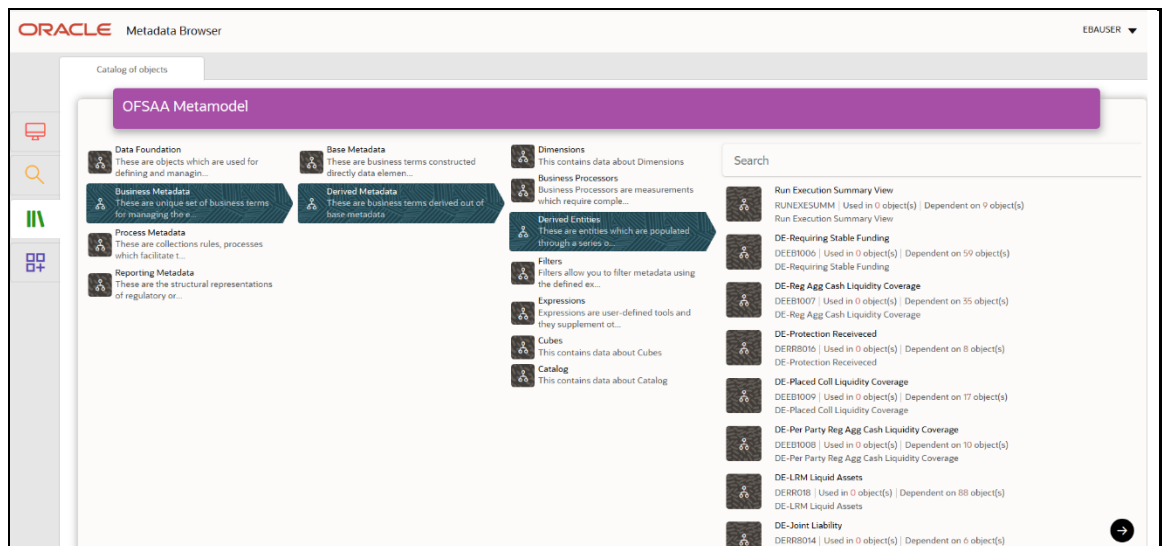 ORACLE Metadata Browser
EBAUSER
Catalog of objects
OFSAA Metamodel
Data Foundation
These are objects which are used for
defining and managin...
Business Metadata
These are unique set of business terms
for managing the e...
Process Metadata
These are collections rules, processes
which facilitate t...
Reporting Metadata
These are the structural representations
of regulatory or...
Base Metadata
These are business terms constructed
directly data elemen...
Derived Metadata
These are business terms derived out of
base metadata
Dimensions
This contains data about Dimensions
Business Processors
Business Processors are measurements
which require comple...
Derived Entities
These are entities which are populated
through a series o...
Filters
Filters allow you to filter metadata using
the defined ex...
Expressions
Expressions are user-defined tools and
they supplement ot...
Cubes
This contains data about Cubes
Catalog
This contains data about Catalog
Search
Run Execution Summary View
RUNEXESUMM | Used in 0 object(s) | Dependent on 9 object(s)
Run Execution Summary View
DE-Requiring Stable Funding
DEEB1006 | Used in 0 object(s) | Dependent on 59 object(s)
DE-Requiring Stable Funding
DE-Reg Agg Cash Liquidity Coverage
DEEB1007 | Used in 0 object(s) | Dependent on 35 object(s)
DE-Reg Agg Cash Liquidity Coverage
DE-Protection Receiveced
DERR8016 | Used in 0 object(s) | Dependent on 8 object(s)
DE-Protection Receiveced
DE-Placed Coll Liquidity Coverage
DEEB1009 | Used in 0 object(s) | Dependent on 17 object(s)
DE-Placed Coll Liquidity Coverage
DE-Per Party Reg Agg Cash Liquidity Coverage
DEEB1008 | Used in 0 object(s) | Dependent on 10 object(s)
DE-Per Party Reg Agg Cash Liquidity Coverage
DE-LRM Liquid Assets
DERR018 | Used in 0 object(s) | Dependent on 88 object(s)
DE-LRM Liquid Assets
DE-Joint Liability
DERR8014 | Used in 0 object(s) | Dependent on 6 object(s)